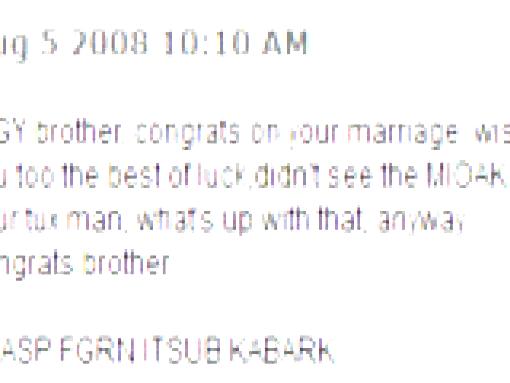 ug 5 2008 10:10 AM
GY brother, congrats on your marriage, wis
u too the best of luck,didn't see the MIOAK
ur tux man, what's up with that, anyway
ngrats brother
ASP FGRN ITSUB KABARK